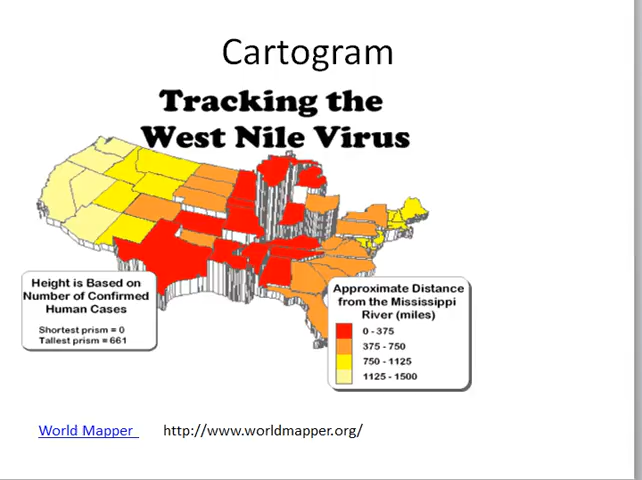 Cartogram
Tracking the
West Nile Virus
Height is Based on
Number of Confirmed
Human Cases
Shortest prism = 0
Tallest prism = 661
Approximate Distance
from the Mississippi
River (miles)
0 - 375
375 - 750
750 - 1125
1125 - 1500
World Mapper http://www.worldmapper.org/